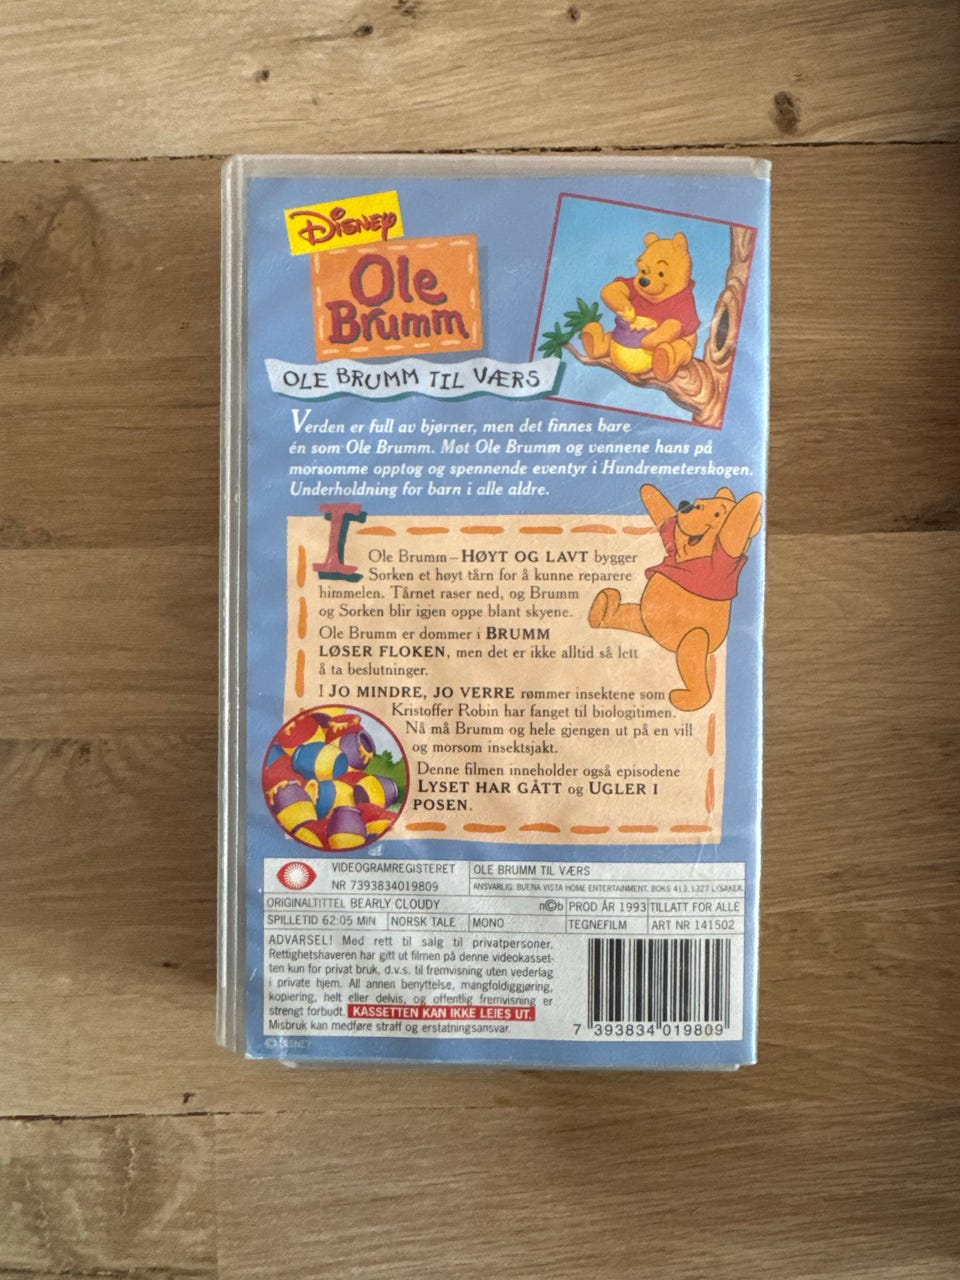 Disney
Ole
Brumm
OLE BRUMM TIL VÆRS
Verden er full av bjørner, men det finnes bare
én som Ole Brumm. Møt Ole Brumm og vennene hans på
morsomme opptog og spennende eventyr i Hundremeterskogen.
Underholdning for barn i alle aldre.
I Ole Brumm – HØYT OG LAVT bygger
Sorken et høyt tårn for å kunne reparere
himmelen. Tårnet raser ned, og Brumm
og Sorken blir igjen oppe blant skyene.
Ole Brumm er dommer i BRUMM
LØSER FLOKEN, men det er ikke alltid så lett
å ta beslutninger.
I JO MINDRE, JO VERRE rømmer insektene som
Kristoffer Robin har fanget til biologitimen.
Nå må Brumm og hele gjengen ut på en vill
og morsom insektsjakt.
Denne filmen inneholder også episodene
LYSET HAR GÅTT og UGLER I
POSEN.
VIDEOGRAMREGISTERET
NR 7393834019809
OLE BRUMM TIL VÆRS
ANSVARLIG: BUENA VISTA HOME ENTERTAINMENT. BOKS 413, 1327 LYSAKER
ORIGINALTITTEL BEARLY CLOUDY
n©b PROD ÅR 1993 TILLATT FOR ALLE
SPILLETID 62:05 MIN NORSK TALE MONO TEGNEFILM ART NR 141502
ADVARSEL! Med rett til salg til privatpersoner.
Rettighetshaveren har gitt ut filmen på denne videokasset-
ten kun for privat bruk, d.v.s. til fremvisning uten vederlag
i private hjem. All annen benyttelse, mangfoldiggjøring,
kopiering, helt eller delvis, og offentlig fremvisning er
strengt forbudt. KASSETTEN KAN IKKE LEIES UT.
Misbruk kan medføre straff og erstatningsansvar.
7 393834 019809
© DISNEY